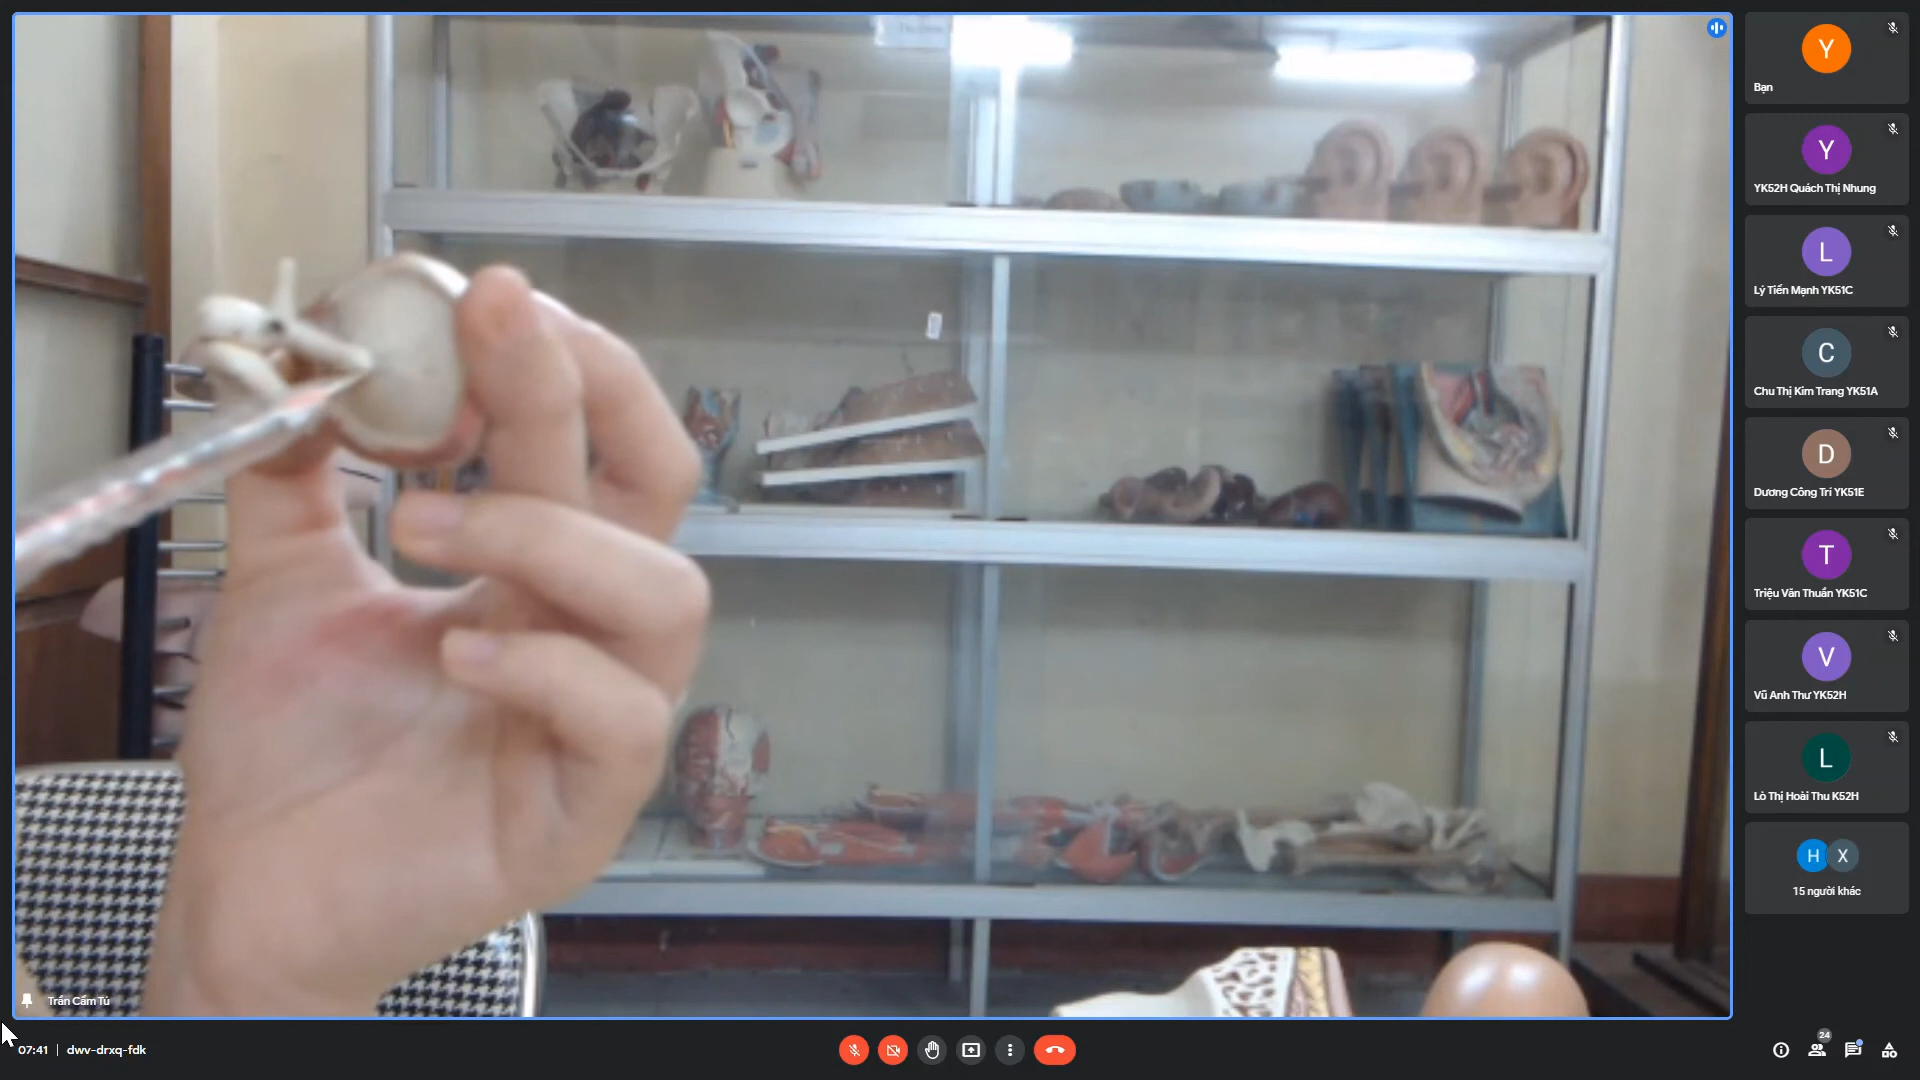 Y
Bạn
Y
YK52H Quách Thị Nhung
L
Lý Tiến Mạnh YK51C
C
Chu Thị Kim Trang YK51A
D
Dương Công Trí YK51E
T
Triệu Văn Thuần YK51C
V
Vũ Anh Thư YK52H
L
Lò Thị Hoài Thu K52H
H X
15 người khác
Trần Cẩm Tú
07:41 | dwv-drxq-fdk
24